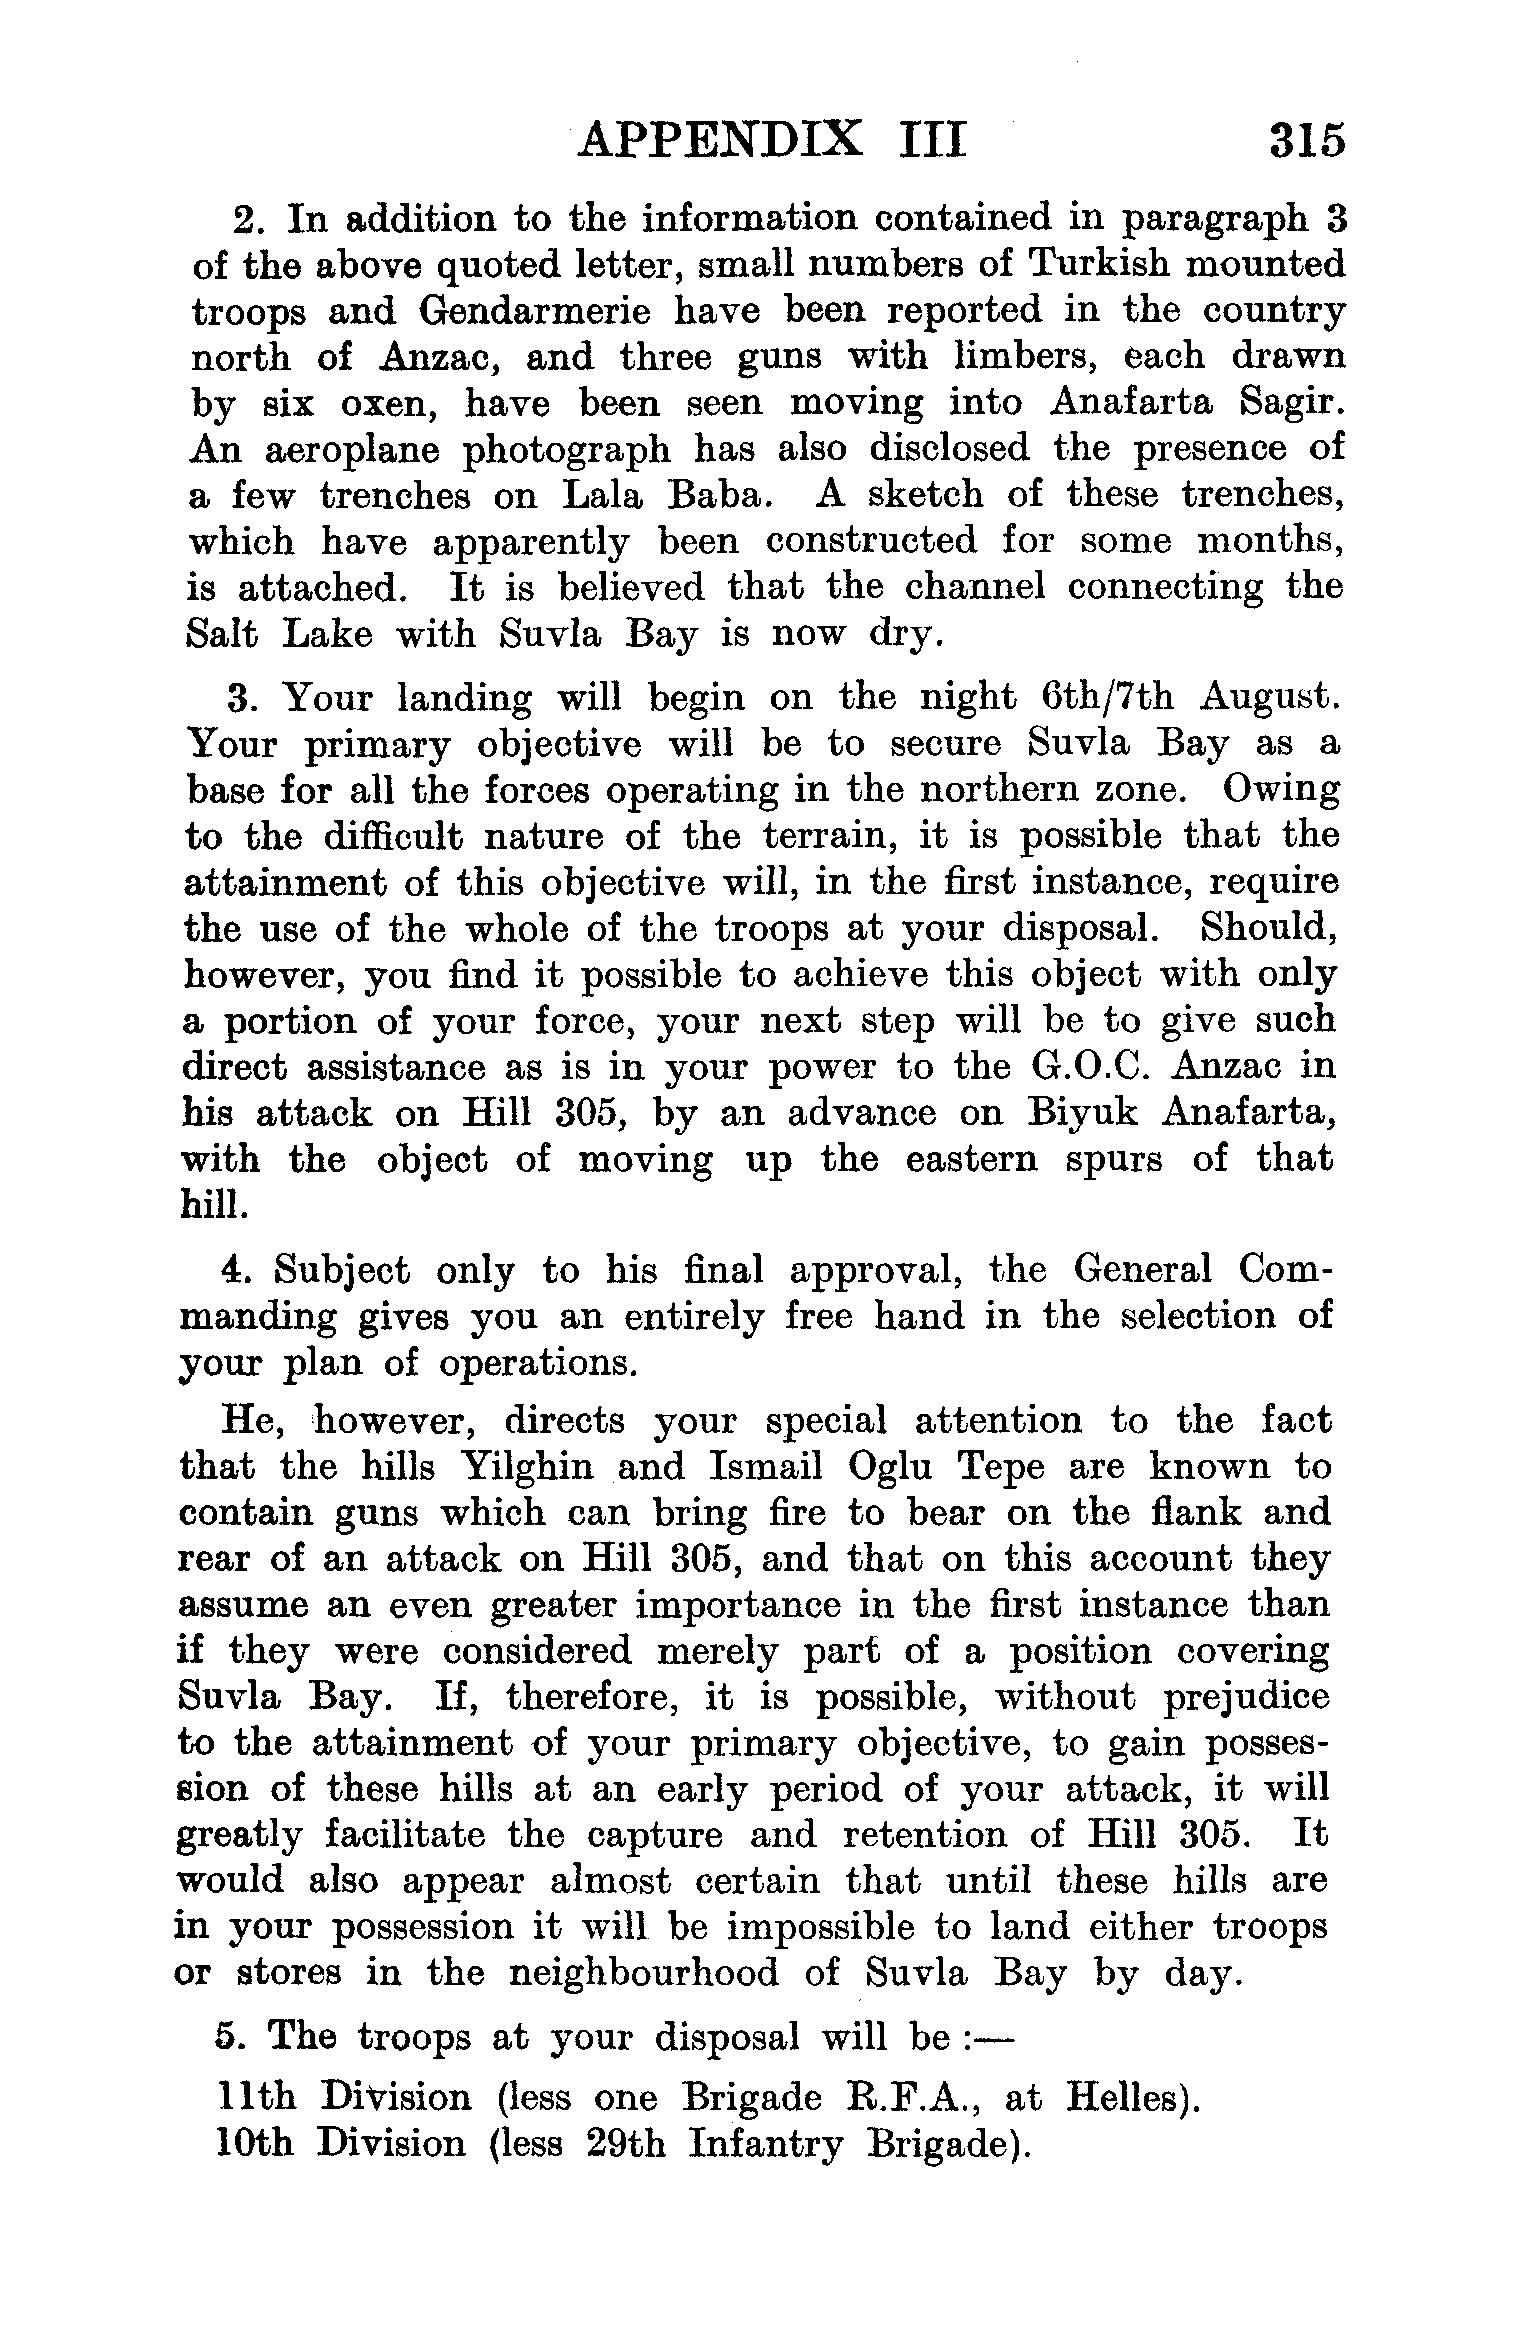 APPENDIX III 315
2. In addition to the information contained in paragraph 3
of the above quoted letter, small numbers of Turkish mounted
troops and Gendarmerie have been reported in the country
north of Anzac, and three guns with limbers, each drawn
by six oxen, have been seen moving into Anafarta Sagir.
An aeroplane photograph has also disclosed the presence of
a few trenches on Lala Baba. A sketch of these trenches,
which have apparently been constructed for some months,
is attached. It is believed that the channel connecting the
Salt Lake with Suvla Bay is now dry.
3. Your landing will begin on the night 6th/7th August.
Your primary objective will be to secure Suvla Bay as a
base for all the forces operating in the northern zone. Owing
to the difficult nature of the terrain, it is possible that the
attainment of this objective will, in the first instance, require
the use of the whole of the troops at your disposal. Should,
however, you find it possible to achieve this object with only
a portion of your force, your next step will be to give such
direct assistance as is in your power to the G.O.C. Anzac in
his attack on Hill 305, by an advance on Biyuk Anafarta,
with the object of moving up the eastern spurs of that
hill.
4. Subject only to his final approval, the General Com-
manding gives you an entirely free hand in the selection of
your plan of operations.
He, however, directs your special attention to the fact
that the hills Yilghin and Ismail Oglu Tepe are known to
contain guns which can bring fire to bear on the flank and
rear of an attack on Hill 305, and that on this account they
assume an even greater importance in the first instance than
if they were considered merely part of a position covering
Suvla Bay. If, therefore, it is possible, without prejudice
to the attainment of your primary objective, to gain posses-
sion of these hills at an early period of your attack, it will
greatly facilitate the capture and retention of Hill 305. It
would also appear almost certain that until these hills are
in your possession it will be impossible to land either troops
or stores in the neighbourhood of Suvla Bay by day.
5. The troops at your disposal will be :—
11th Division (less one Brigade R.F.A., at Helles).
10th Division (less 29th Infantry Brigade).